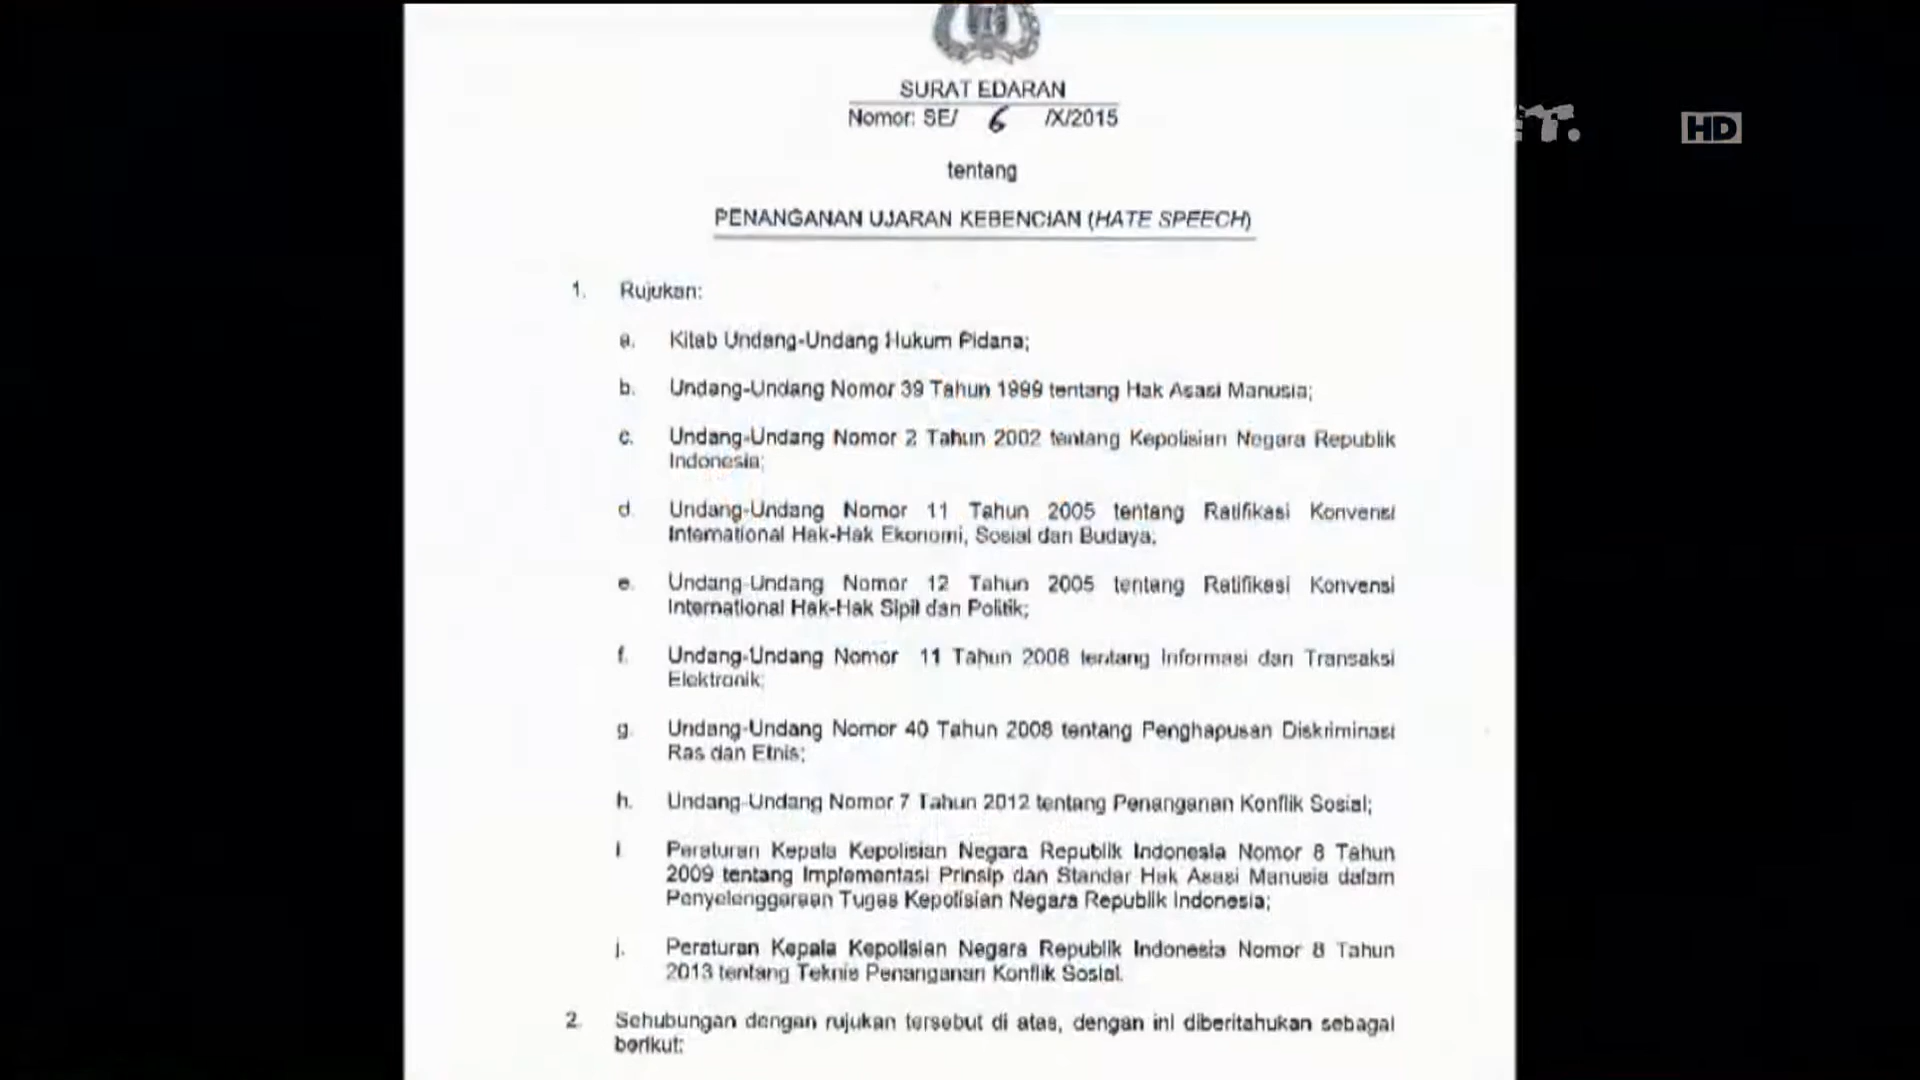 SURAT EDARAN
Nomor: SE/ 6 /X/2015
tentang
PENANGANAN UJARAN KEBENCIAN (HATE SPEECH)
1. Rujukan:
a. Kitab Undang-Undang Hukum Pidana;
b. Undang-Undang Nomor 39 Tahun 1999 tentang Hak Asasi Manusia;
c. Undang-Undang Nomor 2 Tahun 2002 tentang Kepolisian Negara Republik
Indonesia;
d. Undang-Undang Nomor 11 Tahun 2005 tentang Ratifikasi Konvensi
International Hak-Hak Ekonomi, Sosial dan Budaya;
e. Undang-Undang Nomor 12 Tahun 2005 tentang Ratifikasi Konvensi
International Hak-Hak Sipil dan Politik;
f. Undang-Undang Nomor 11 Tahun 2008 tentang Informasi dan Transaksi
Elektronik;
g. Undang-Undang Nomor 40 Tahun 2008 tentang Penghapusan Diskriminasi
Ras dan Etnis;
h. Undang-Undang Nomor 7 Tahun 2012 tentang Penanganan Konflik Sosial;
i. Peraturan Kepala Kepolisian Negara Republik Indonesia Nomor 8 Tahun
2009 tentang Implementasi Prinsip dan Standar Hak Asasi Manusia dalam
Penyelenggaraan Tugas Kepolisian Negara Republik Indonesia;
j. Peraturan Kepala Kepolisian Negara Republik Indonesia Nomor 8 Tahun
2013 tentang Teknis Penanganan Konflik Sosial.
2. Sehubungan dengan rujukan tersebut di atas, dengan ini diberitahukan sebagai
berikut:
HD